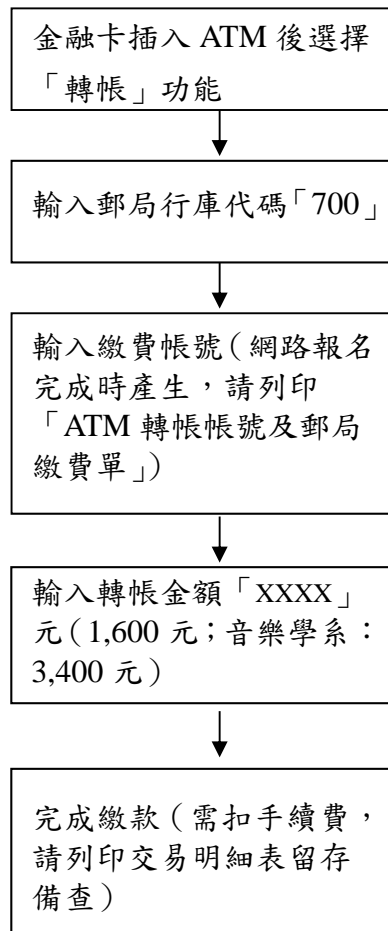 金融卡插入 ATM 後選擇
「轉帳」功能
輸入郵局行庫代碼「700」
輸入繳費帳號（網路報名
完成時產生，請列印
「ATM 轉帳帳號及郵局
繳費單」）
輸入轉帳金額「XXXX」
元（1,600 元；音樂學系：
3,400 元）
完成繳款（需扣手續費，
請列印交易明細表留存
備查）